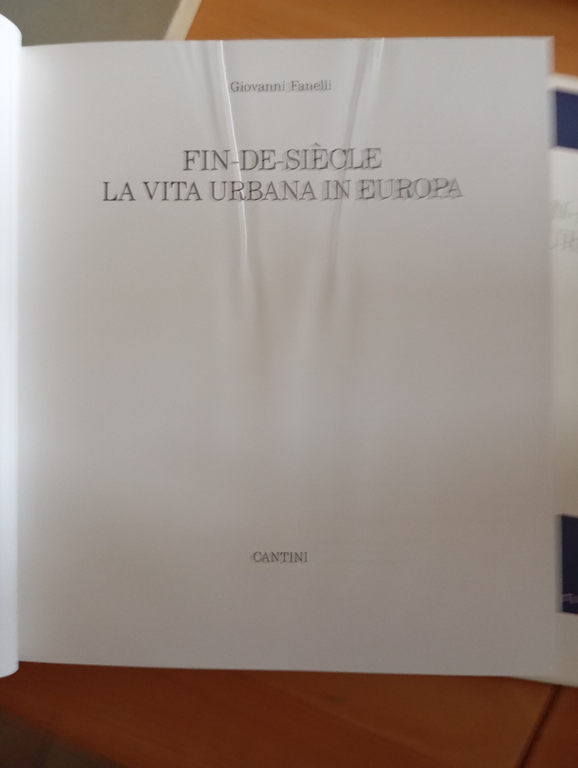 Giovanni Fanelli
FIN-DE-SIÈCLE
LA VITA URBANA IN EUROPA
CANTINI